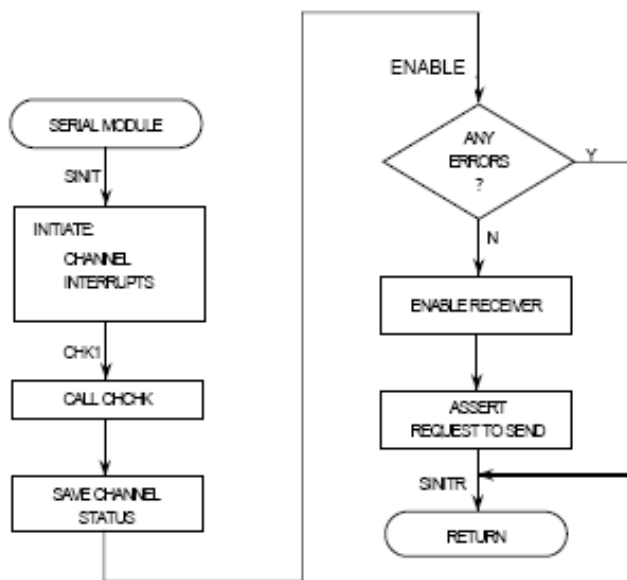 SERIAL MODULE
SINIT
INITIATE:
CHANNEL
INTERRUPTS
CHK1
CALL CHCHK
SAVE CHANNEL
STATUS
ENABLE
ANY
ERRORS
?
Y
N
ENABLE RECEIVER
ASSERT
REQUEST TO SEND
SINITR
RETURN